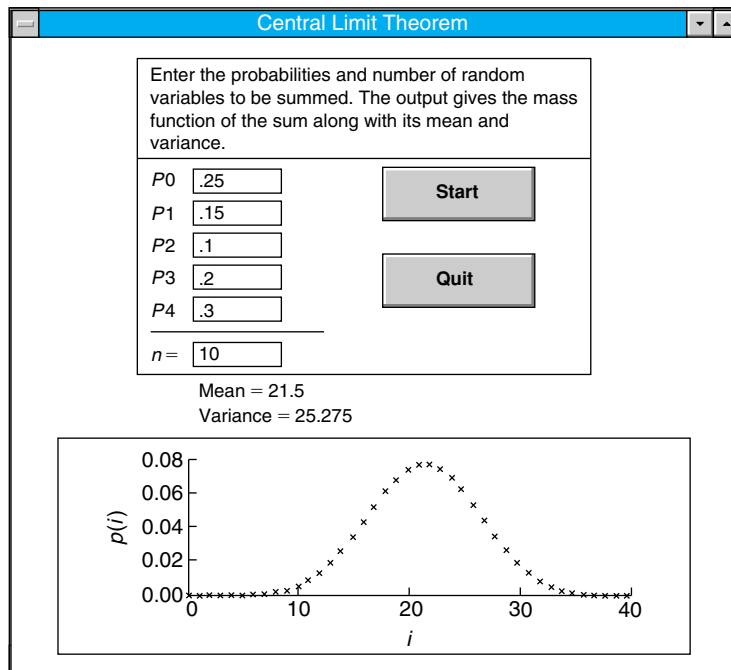 Central Limit Theorem
Enter the probabilities and number of random
variables to be summed. The output gives the mass
function of the sum along with its mean and
variance.
P0 .25
P1 .15
P2 .1
P3 .2
P4 .3
n = 10
Start
Quit
Mean = 21.5
Variance = 25.275
p(i)
0.08
0.06
0.04
0.02
0.00
0 10 20 30 40
i